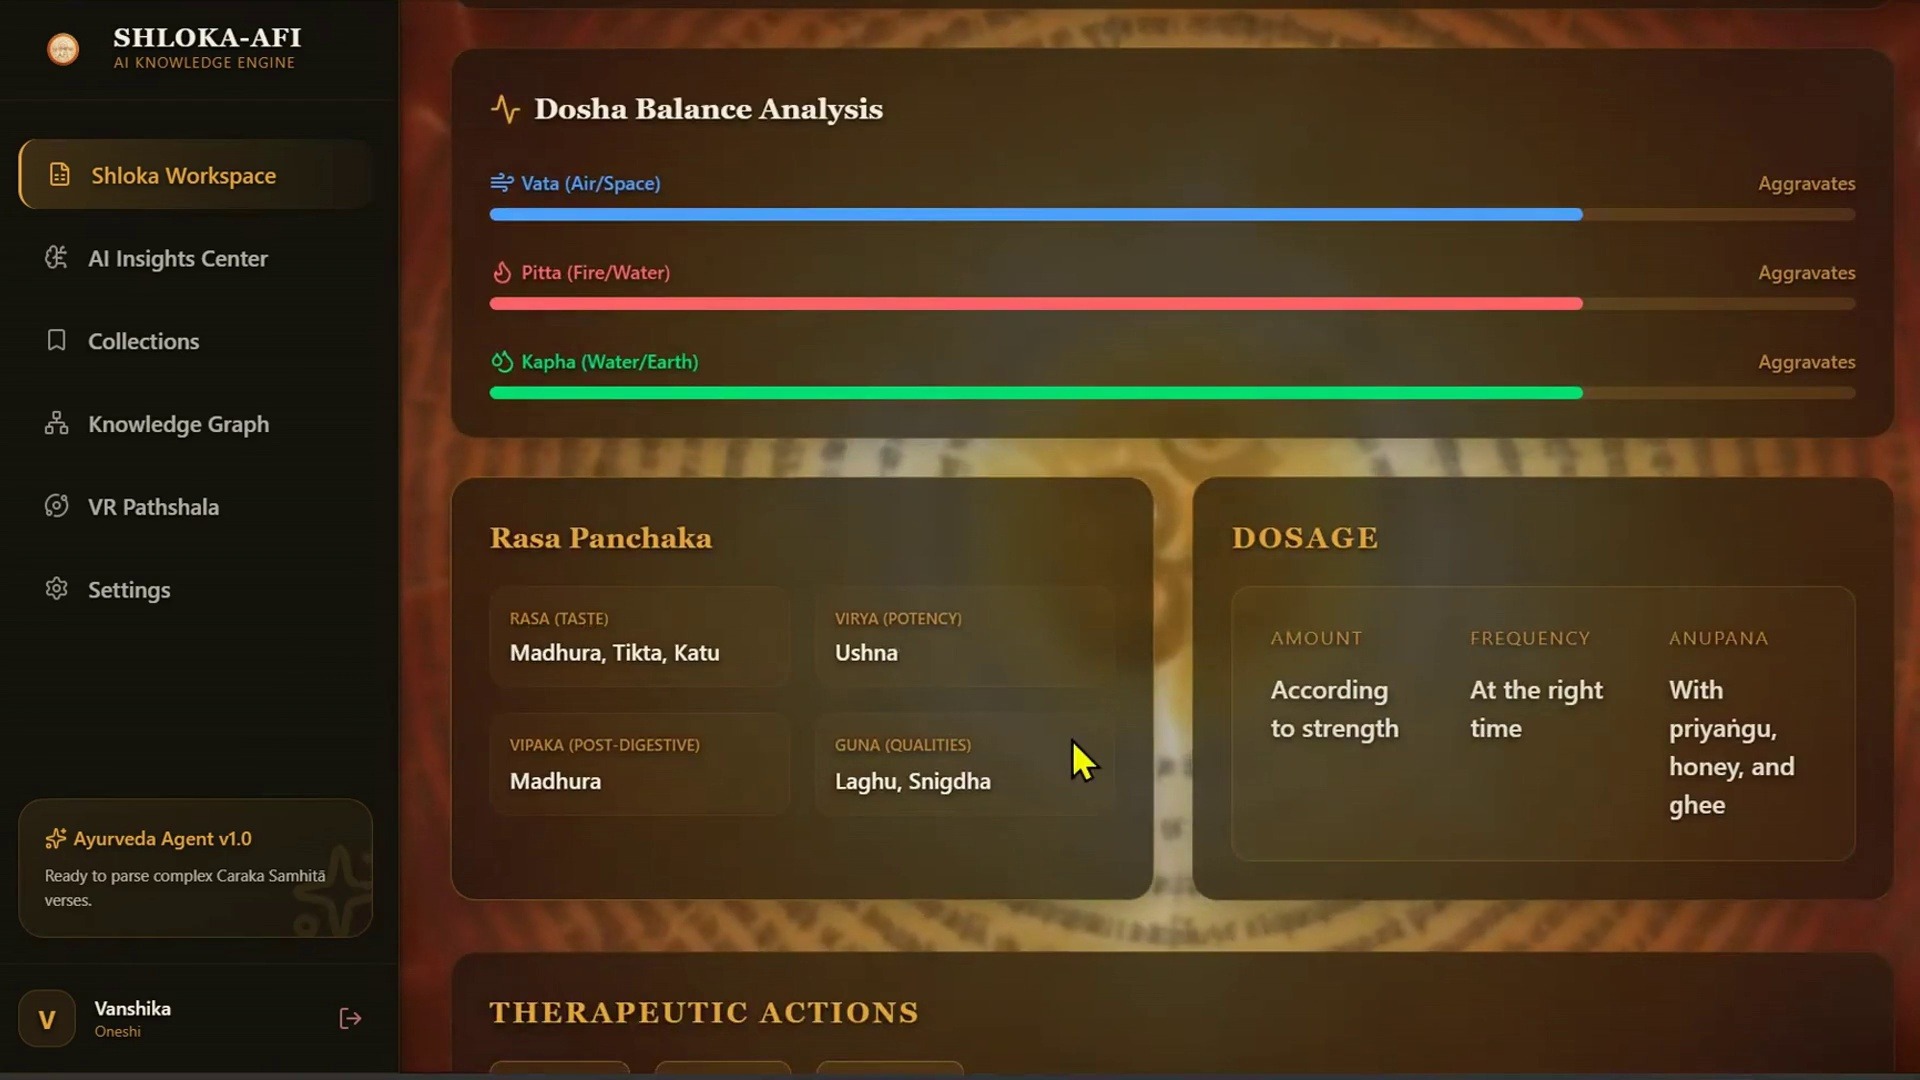 SHLOKA-AFI
AI KNOWLEDGE ENGINE
Shloka Workspace
AI Insights Center
Collections
Knowledge Graph
VR Pathshala
Settings
Ayurveda Agent v1.0
Ready to parse complex Caraka Samhitā
verses.
V
Vanshika
Oneshi
Dosha Balance Analysis
Vata (Air/Space)
Aggravates
Pitta (Fire/Water)
Aggravates
Kapha (Water/Earth)
Aggravates
Rasa Panchaka
RASA (TASTE)
Madhura, Tikta, Katu
VIRYA (POTENCY)
Ushna
VIPAKA (POST-DIGESTIVE)
Madhura
GUNA (QUALITIES)
Laghu, Snigdha
DOSAGE
AMOUNT
According
to strength
FREQUENCY
At the right
time
ANUPANA
With
priyaṅgu,
honey, and
ghee
THERAPEUTIC ACTIONS